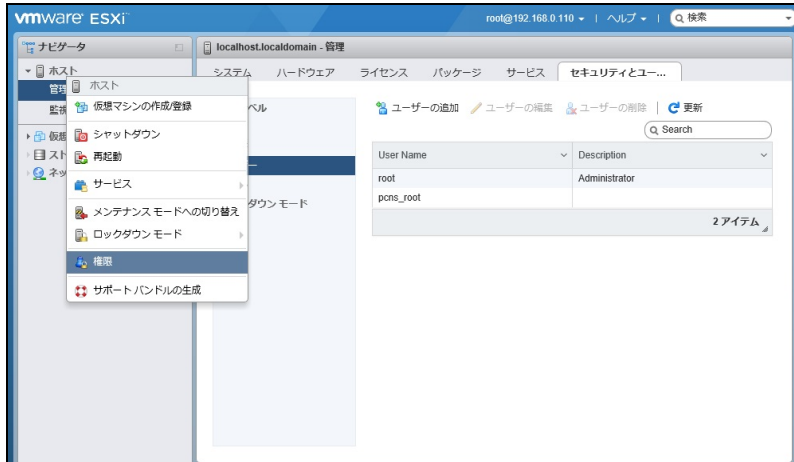 vmware ESXi
root@192.168.0.110 | ヘルプ | 検索
ナビゲータ
localhost.localdomain - 管理
ホスト
システム ハードウェア ライセンス パッケージ サービス セキュリティとユー...
管理
監視
仮想
スト
ネッ
ホスト
仮想マシンの作成/登録
シャットダウン
再起動
サービス
メンテナンス モードへの切り替え
ロックダウン モード
権限
サポート バンドルの生成
ベル
ー
ダウン モード
ユーザーの追加 ユーザーの編集 ユーザーの削除 | 更新
Search
User Name Description
root Administrator
pcns_root
2 アイテム